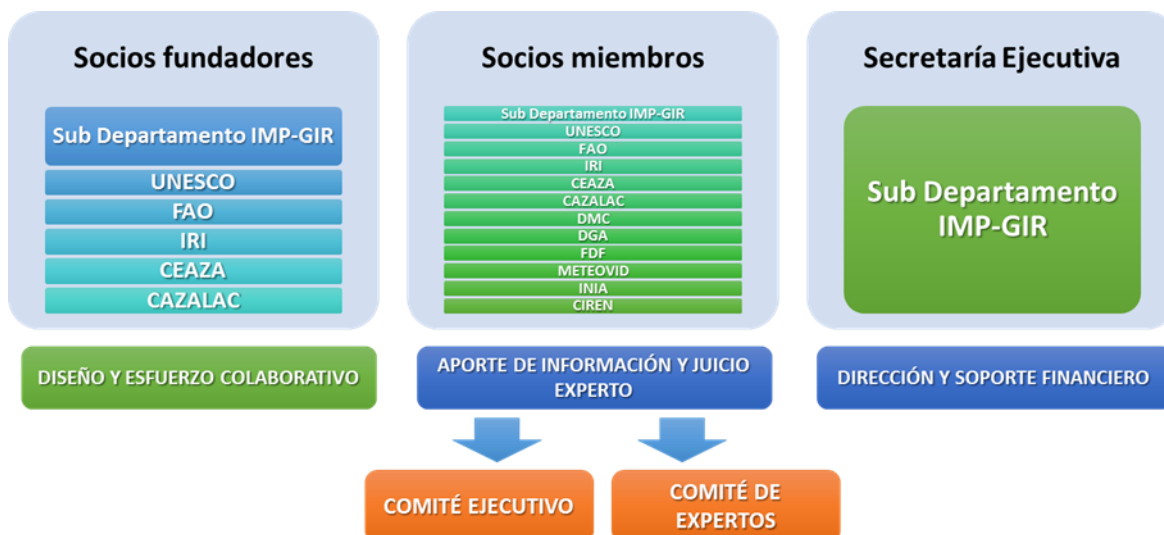 Socios fundadores
Sub Departamento IMP-GIR
UNESCO
FAO
IRI
CEAZA
CAZALAC
DISEÑO Y ESFUERZO COLABORATIVO
Socios miembros
Sub Departamento IMP-GIR
UNESCO
FAO
IRI
CEAZA
CAZALAC
DMC
DGA
FDF
METEOVID
INIA
CIREN
APORTE DE INFORMACIÓN Y JUICIO
EXPERTO
Secretaría Ejecutiva
Sub Departamento
IMP-GIR
DIRECCIÓN Y SOPORTE FINANCIERO
COMITÉ EJECUTIVO
COMITÉ DE
EXPERTOS